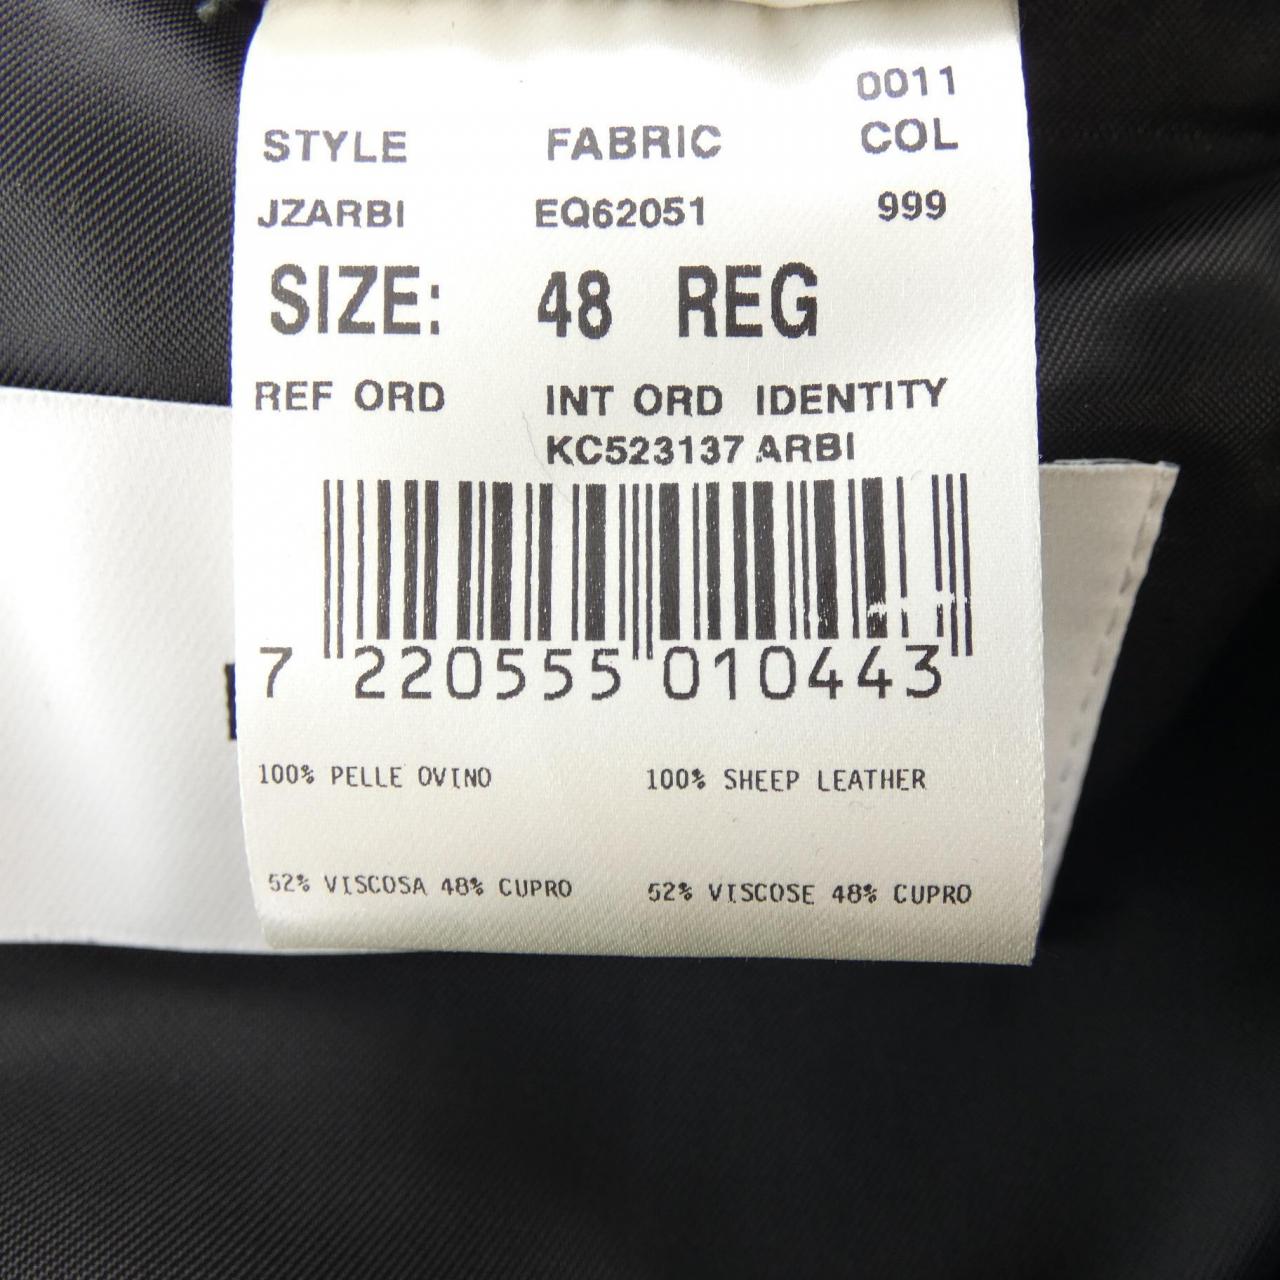 0011
STYLE FABRIC COL
JZARBI EQ62051 999
SIZE: 48 REG
REF ORD INT ORD IDENTITY
KC523137 ARBI
7 220555 010443
100% PELLE OVINO 100% SHEEP LEATHER
52% VISCOSA 48% CUPRO 52% VISCOSE 48% CUPRO